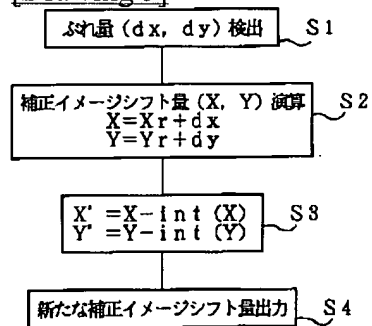 ぶれ量 (dx, dy) 検出 S1
補正イメージシフト量 (X, Y) 演算 S2
X=Xr+dx
Y=Yr+dy
X' =X-int (X) S3
Y' =Y-int (Y)
新たな補正イメージシフト量出力 S4